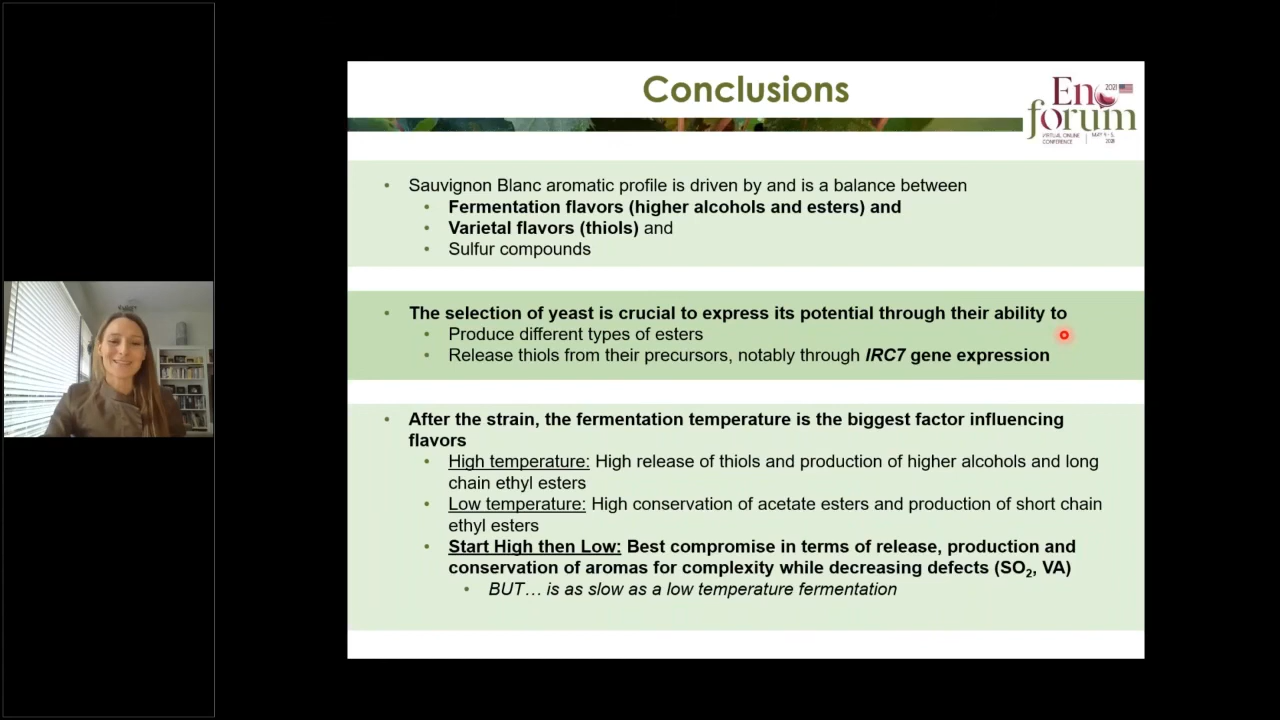 Conclusions
2021
Eno
forum
VIRTUAL ONLINE
CONFERENCE
2021
Sauvignon Blanc aromatic profile is driven by and is a balance between
Fermentation flavors (higher alcohols and esters) and
Varietal flavors (thiols) and
Sulfur compounds
The selection of yeast is crucial to express its potential through their ability to
Produce different types of esters
Release thiols from their precursors, notably through IRC7 gene expression
After the strain, the fermentation temperature is the biggest factor influencing
flavors
High temperature: High release of thiols and production of higher alcohols and long
chain ethyl esters
Low temperature: High conservation of acetate esters and production of short chain
ethyl esters
Start High then Low: Best compromise in terms of release, production and
conservation of aromas for complexity while decreasing defects (SO₂, VA)
BUT… is as slow as a low temperature fermentation